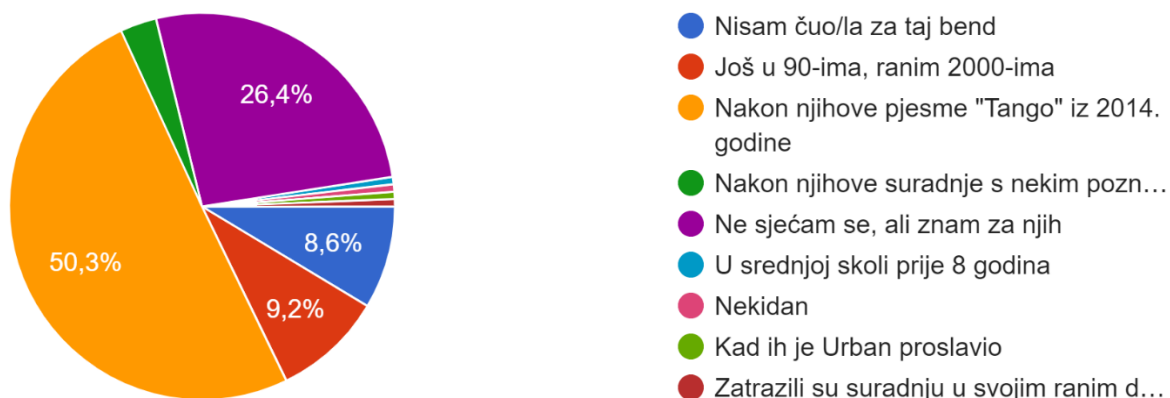 26,4%
50,3%
8,6%
9,2%
Nisam čuo/la za taj bend
Još u 90-ima, ranim 2000-ima
Nakon njihove pjesme "Tango" iz 2014.
godine
Nakon njihove suradnje s nekim pozn…
Ne sjećam se, ali znam za njih
U srednjoj skoli prije 8 godina
Nekidan
Kad ih je Urban proslavio
Zatrazili su suradnju u svojim ranim d…